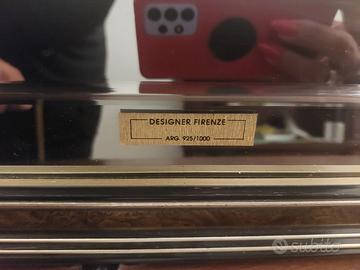 DESIGNER FIRENZE
ARG. 925/1000
subito